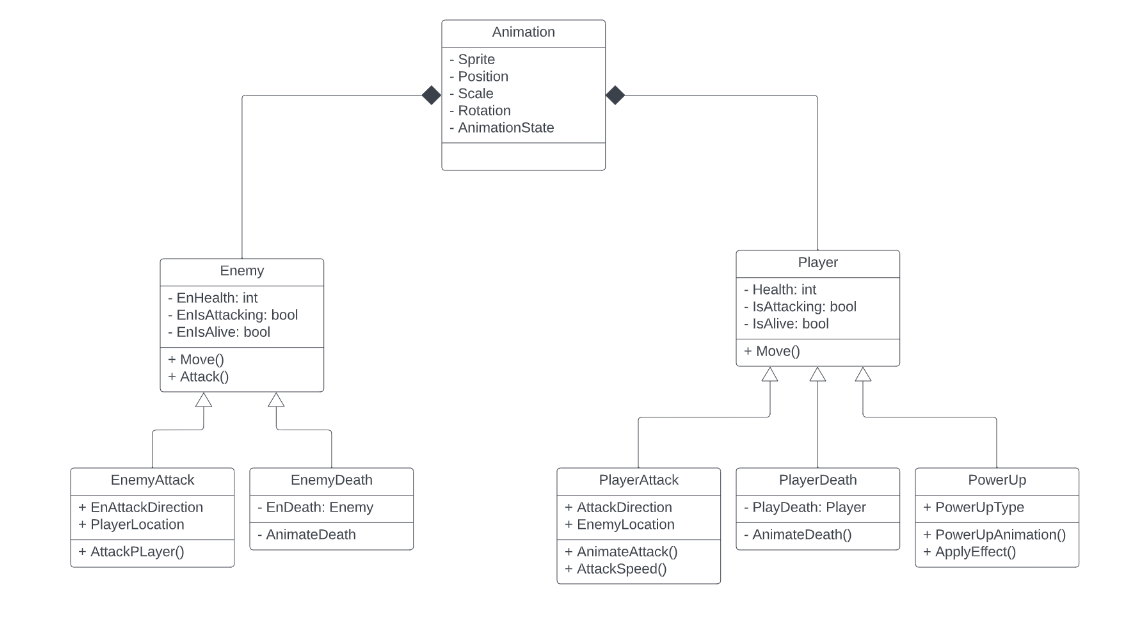 Animation
- Sprite
- Position
- Scale
- Rotation
- AnimationState
Enemy
- EnHealth: int
- EnIsAttacking: bool
- EnIsAlive: bool
+ Move()
+ Attack()
Player
- Health: int
- IsAttacking: bool
- IsAlive: bool
+ Move()
EnemyAttack
+ EnAttackDirection
+ PlayerLocation
+ AttackPLayer()
EnemyDeath
- EnDeath: Enemy
- AnimateDeath
PlayerAttack
+ AttackDirection
+ EnemyLocation
+ AnimateAttack()
+ AttackSpeed()
PlayerDeath
- PlayDeath: Player
- AnimateDeath()
PowerUp
+ PowerUpType
+ PowerUpAnimation()
+ ApplyEffect()